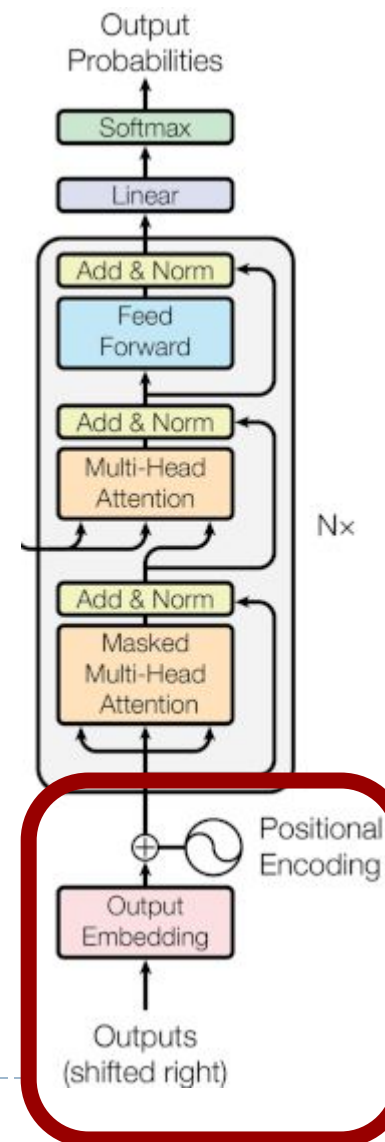 Output
Probabilities
Softmax
Linear
Add & Norm
Feed
Forward
Add & Norm
Multi-Head
Attention
N×
Add & Norm
Masked
Multi-Head
Attention
Positional
Encoding
Output
Embedding
Outputs
(shifted right)